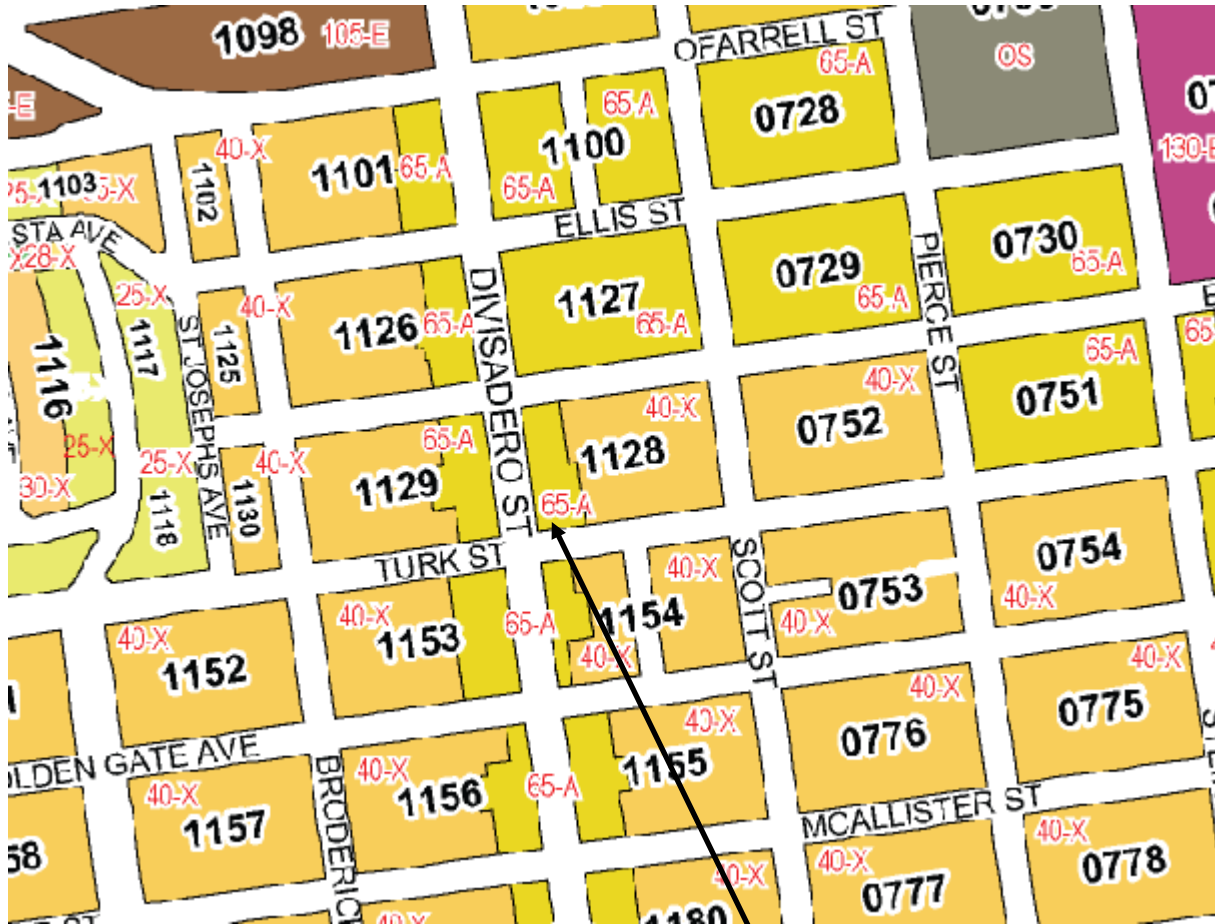 1098 105-E
OFARRELL ST
OS
65-A
0728
65-A
1100
65-A
40-X
1101
65-A
1102
1103
130-E
STA AVE
ELLIS ST
28-X
25-X
1117
ST JOSEPHS AVE
1125
40-X
1126
65-A
DIVISADERO ST
1127
65-A
0729
65-A
PIERCE ST
0730
65-A
1116
25-X
30-X
25-X
1118
1130
40-X
1129
65-A
1128
40-X
65-A
0752
40-X
0751
65-A
TURK ST
40-X
1153
65-A
1154
40-X
40-X
SCOTT ST
0753
40-X
0754
40-X
40-X
1152
OLDEN GATE AVE
40-X
1157
BRODERIC
40-X
1156
65-A
1155
40-X
0776
40-X
0775
40-X
MCALLISTER ST
40-X
1180
40-X
0777
40-X
0778
40-X